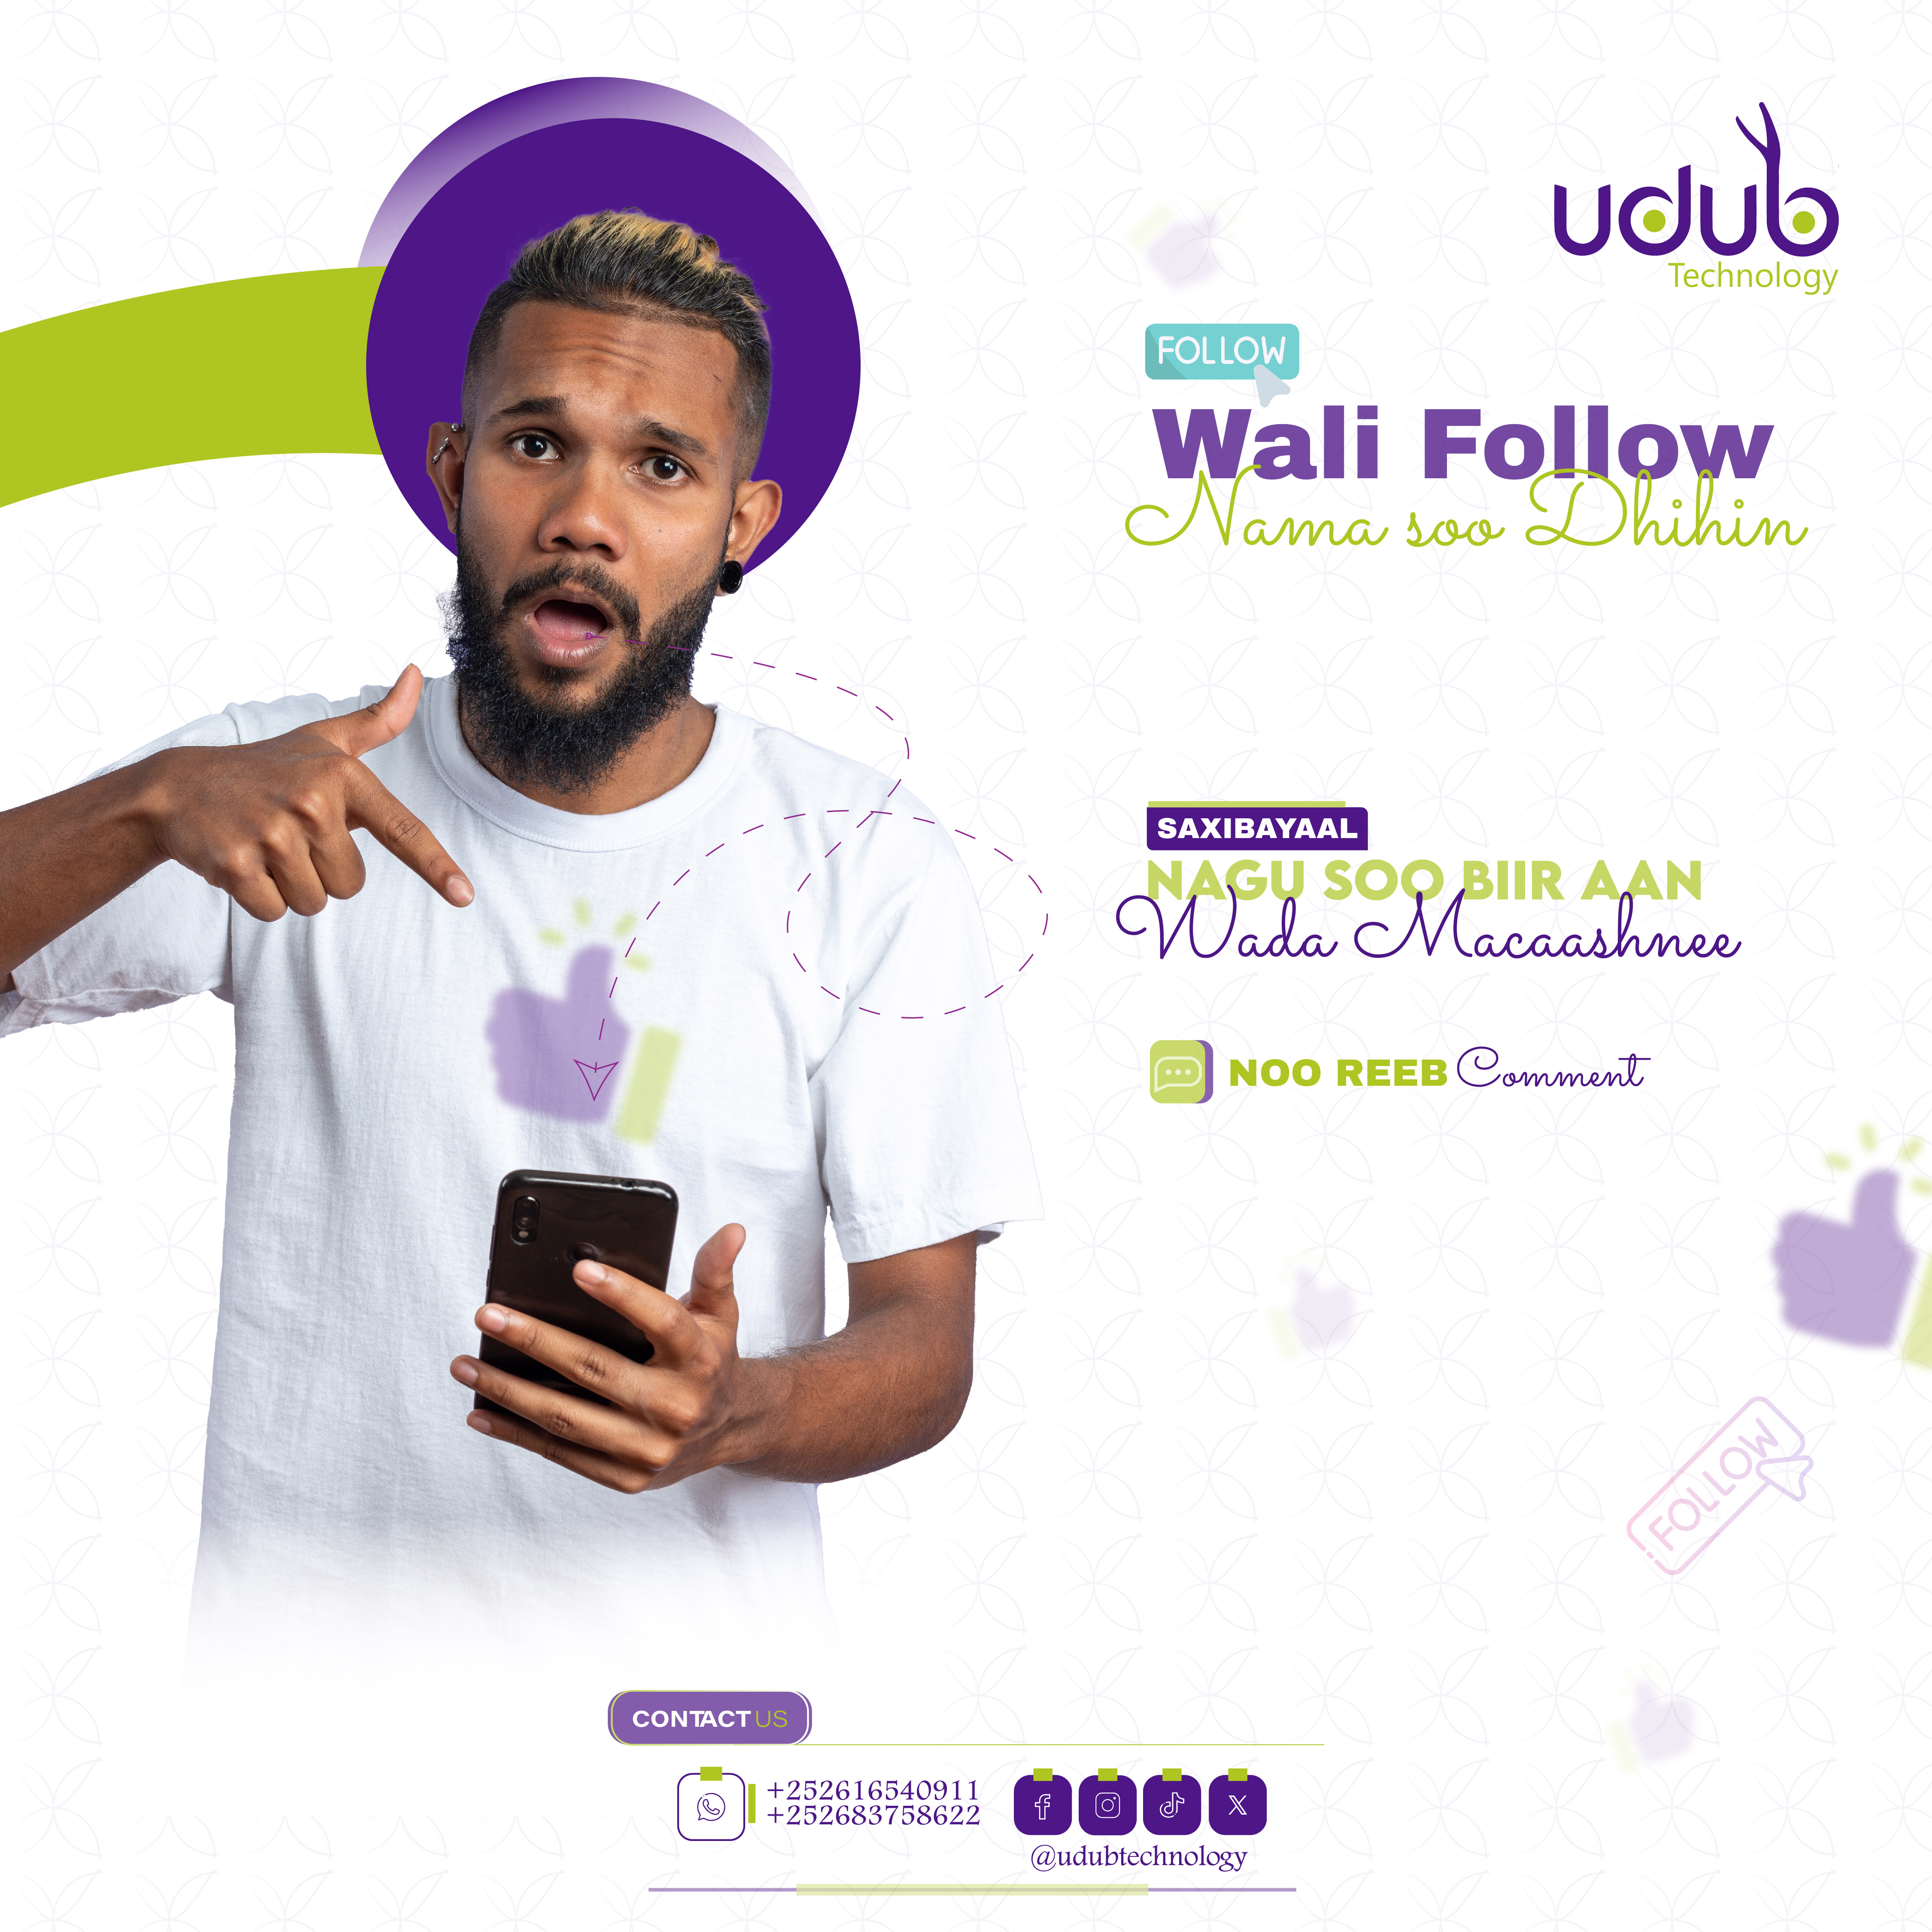 udub
Technology
FOLLOW
Wali Follow
Nama soo Dhihin
SAXIBAYAAL
NAGU SOO BIIR AAN
Wada Macaashnee
NOO REEB Comment
FOLLOW
CONTACT US
+252616540911
+252683758622
@udubtechnology